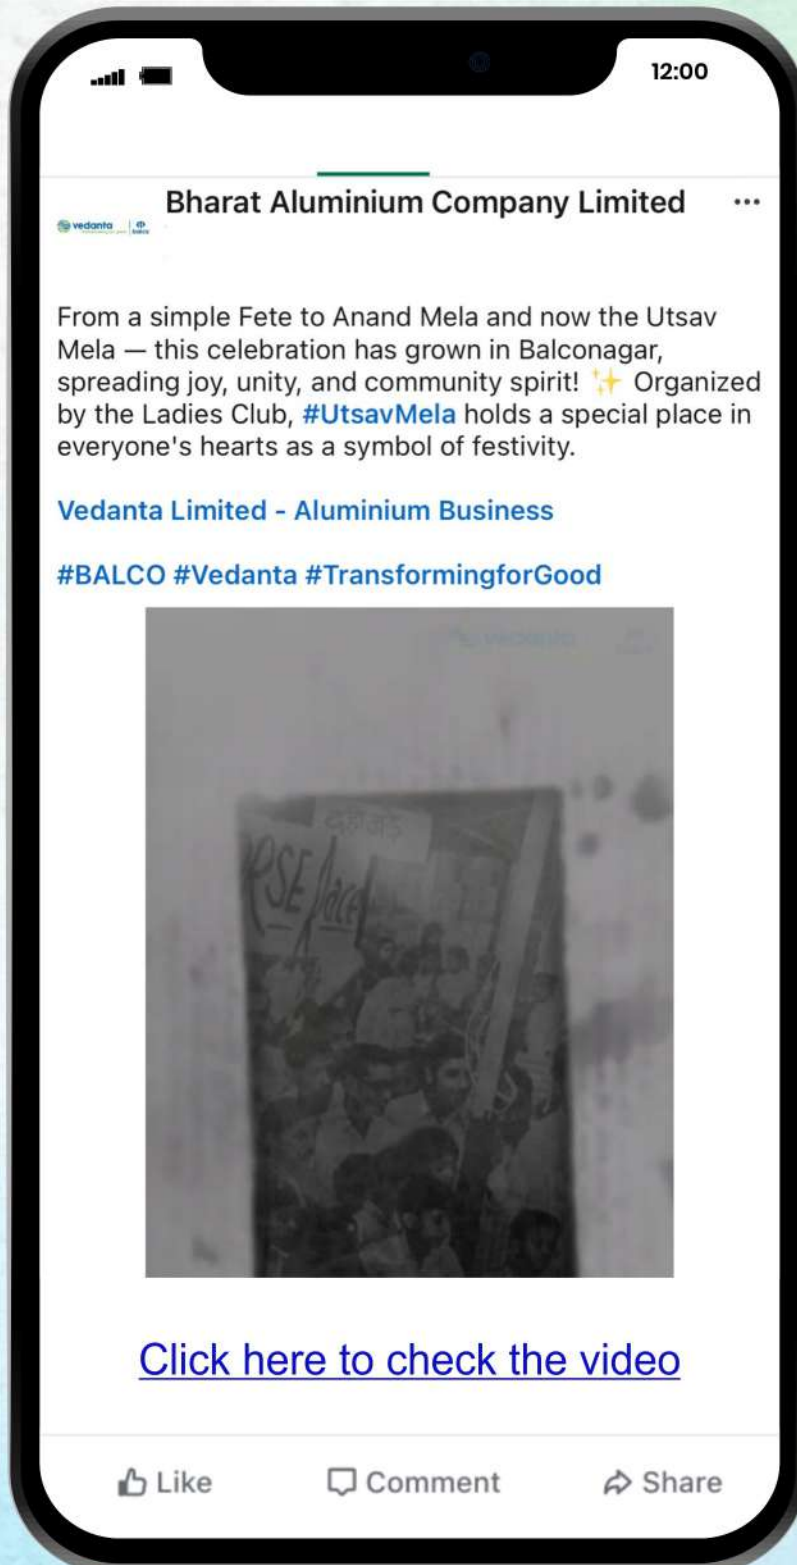 12:00
Bharat Aluminium Company Limited
vedanta
balco
From a simple Fete to Anand Mela and now the Utsav
Mela — this celebration has grown in Balconagar,
spreading joy, unity, and community spirit! ✨ Organized
by the Ladies Club, #UtsavMela holds a special place in
everyone's hearts as a symbol of festivity.
Vedanta Limited - Aluminium Business
#BALCO #Vedanta #TransformingforGood
vedanta
Click here to check the video
Like
Comment
Share